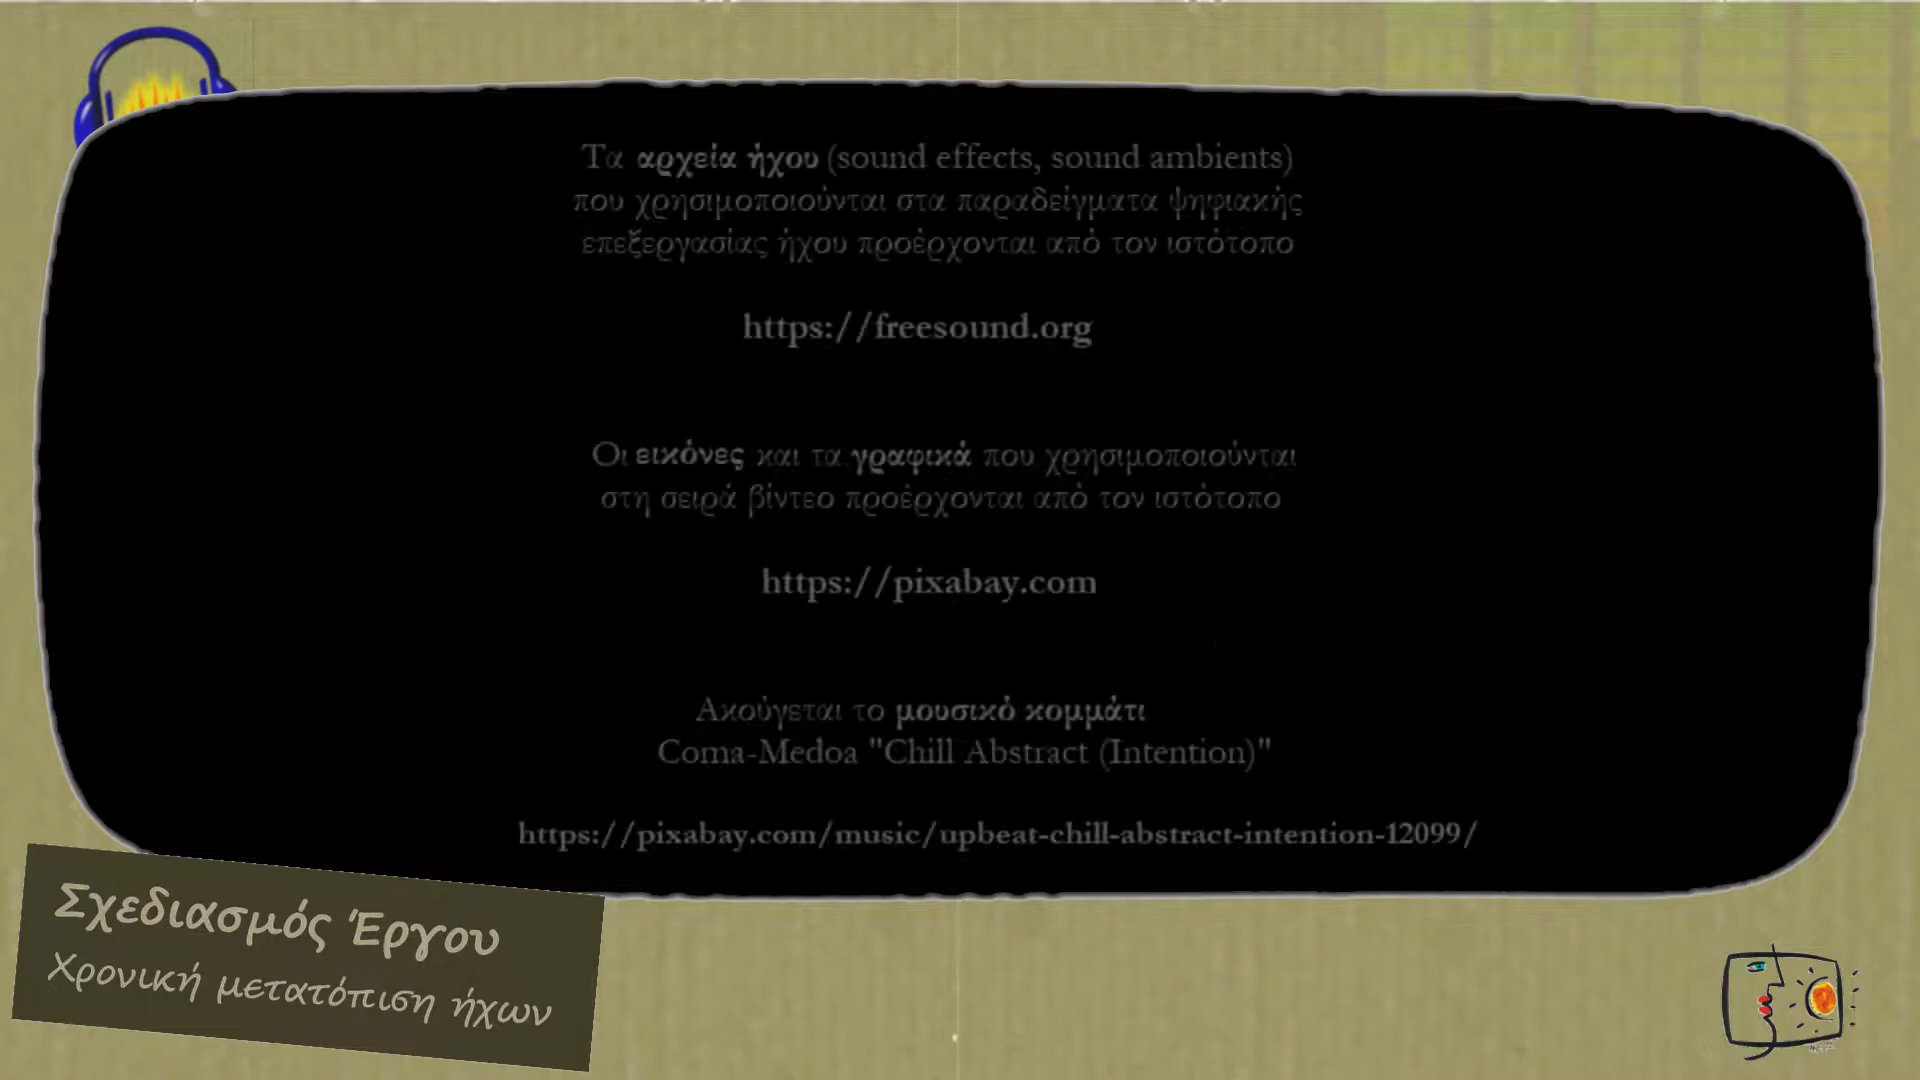 Τα αρχεία ήχου (sound effects, sound ambients)
που χρησιμοποιούνται στα παραδείγματα ψηφιακής
επεξεργασίας ήχου προέρχονται από τον ιστότοπο
https://freesound.org
Οι εικόνες και τα γραφικά που χρησιμοποιούνται
στη σειρά βίντεο προέρχονται από τον ιστότοπο
https://pixabay.com
Ακούγεται το μουσικό κομμάτι
Coma-Medoa "Chill Abstract (Intention)"
https://pixabay.com/music/upbeat-chill-abstract-intention-12099/
Σχεδιασμός Έργου
Χρονική μετατόπιση ήχων